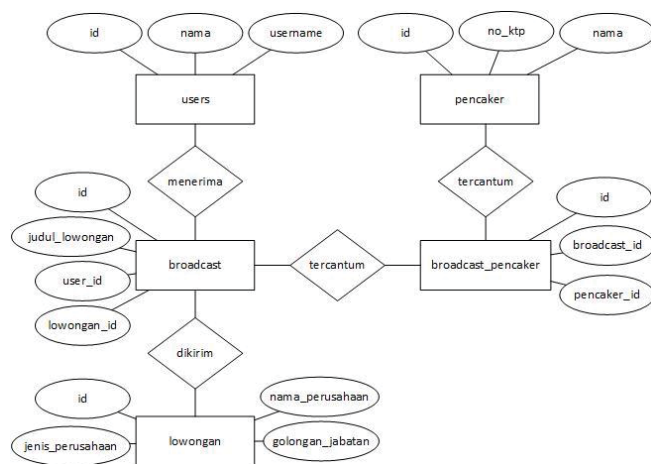 id
nama
username
id
no_ktp
nama
users
pencaker
menerima
tercantum
id
judul_lowongan
user_id
lowongan_id
broadcast
tercantum
broadcast_pencaker
id
broadcast_id
pencaker_id
dikirim
id
jenis_perusahaan
lowongan
nama_perusahaan
golongan_jabatan